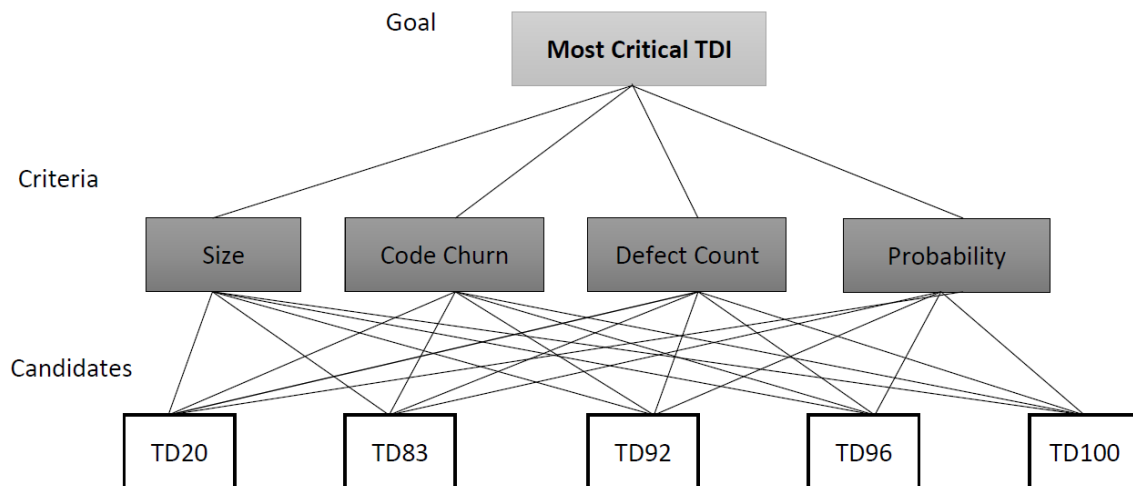 Goal
Most Critical TDI
Criteria
Size
Code Churn
Defect Count
Probability
Candidates
TD20
TD83
TD92
TD96
TD100